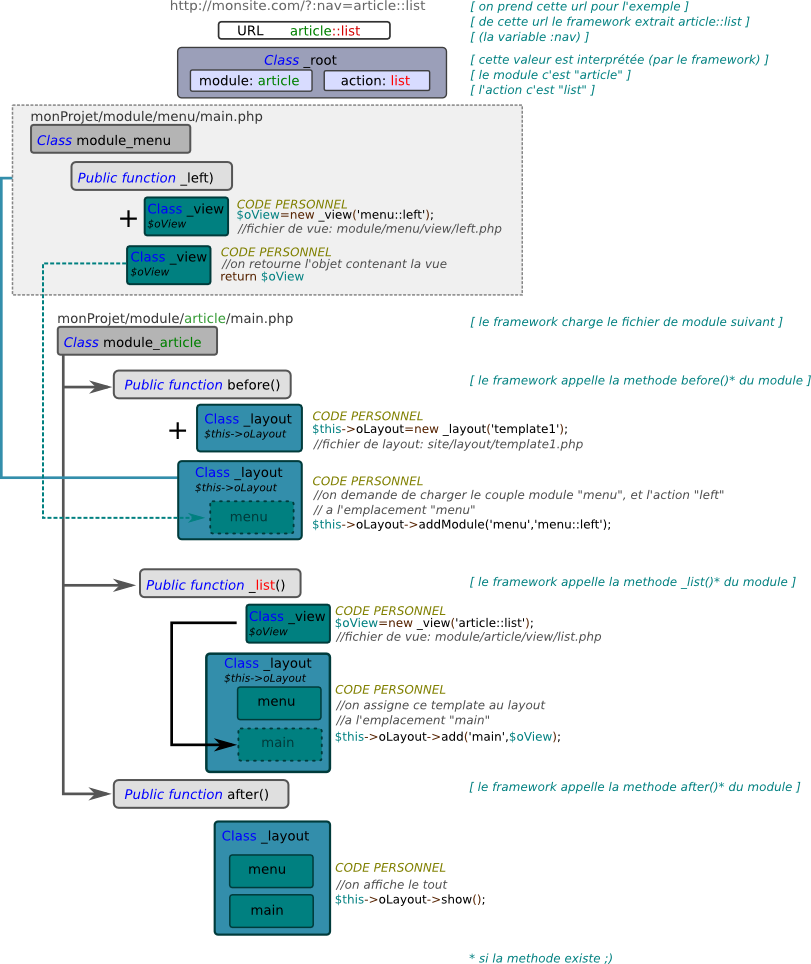 http://monsite.com/?:nav=article::list
[ on prend cette url pour l'exemple ]
URL article::list
[ de cette url le framework extrait article::list ]
[ (la variable :nav) ]
Class _root
[ cette valeur est interprétée (par le framework) ]
module: article
action: list
[ le module c'est "article" ]
[ l'action c'est "list" ]
monProjet/module/menu/main.php
Class module_menu
Public function _left)
+
Class _view
$oView
CODE PERSONNEL
$oView=new _view('menu::left');
//fichier de vue: module/menu/view/left.php
Class _view
$oView
CODE PERSONNEL
//on retourne l'objet contenant la vue
return $oView
monProjet/module/article/main.php
[ le framework charge le fichier de module suivant ]
Class module_article
Public function before()
[ le framework appelle la methode before()* du module ]
+
Class _layout
$this->oLayout
CODE PERSONNEL
$this->oLayout=new _layout('template1');
//fichier de layout: site/layout/template1.php
Class _layout
$this->oLayout
menu
CODE PERSONNEL
//on demande de charger le couple module "menu", et l'action "left"
// a l'emplacement "menu"
$this->oLayout->addModule('menu','menu::left');
Public function _list()
[ le framework appelle la methode _list()* du module ]
Class _view
$oView
CODE PERSONNEL
$oView=new _view('article::list');
//fichier de vue: module/article/view/list.php
Class _layout
$this->oLayout
menu
main
CODE PERSONNEL
//on assigne ce template au layout
//a l'emplacement "main"
$this->oLayout->add('main',$oView);
Public function after()
[ le framework appelle la methode after()* du module ]
Class _layout
menu
main
CODE PERSONNEL
//on affiche le tout
$this->oLayout->show();
* si la methode existe ;)